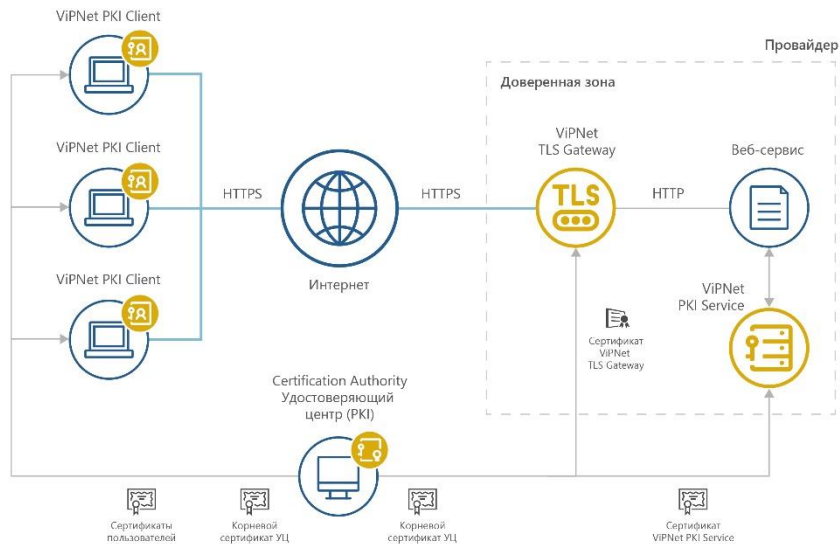 ViPNet PKI Client
Провайдер
Доверенная зона
ViPNet
TLS Gateway
Веб-сервис
ViPNet PKI Client
HTTPS
HTTPS
TLS
HTTP
Интернет
ViPNet PKI Client
ViPNet
PKI Service
Сертификат
ViPNet
TLS Gateway
Certification Authority
Удостоверяющий
центр (PKI)
Сертификаты
пользователей
Корневой
сертификат УЦ
Корневой
сертификат УЦ
Сертификат
ViPNet PKI Service